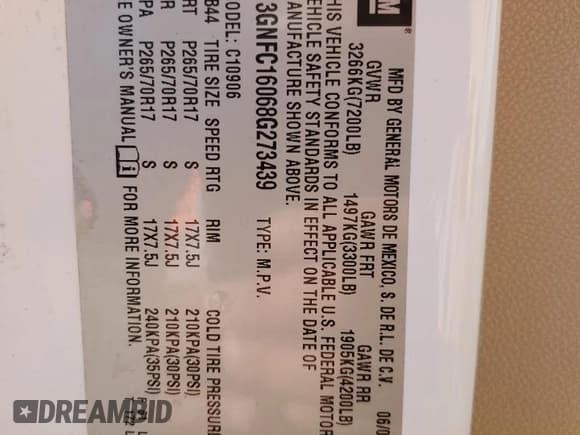 GM ®
MFD BY GENERAL MOTORS DE MEXICO, S. DE R.L. DE C.V. 06/0
GVWR GAWR FRT GAWR RR
3266KG(7200LB) 1497KG(3300LB) 1905KG(4200LB)
HIS VEHICLE CONFORMS TO ALL APPLICABLE U.S. FEDERAL MOTOR
EHICLE SAFETY STANDARDS IN EFFECT ON THE DATE OF
ANUFACTURE SHOWN ABOVE.
3GNFC16068G273439 TYPE: M.P.V.
ODEL: C10906
B44 TIRE SIZE SPEED RTG RIM COLD TIRE PRESSURE
RT P265/70R17 S 17X7.5J 210KPA(30PSI)
R P265/70R17 S 17X7.5J 210KPA(30PSI)
PA P265/70R17 S 17X7.5J 240KPA(35PSI)
E OWNER'S MANUAL FOR MORE INFORMATION.
DREAMBID